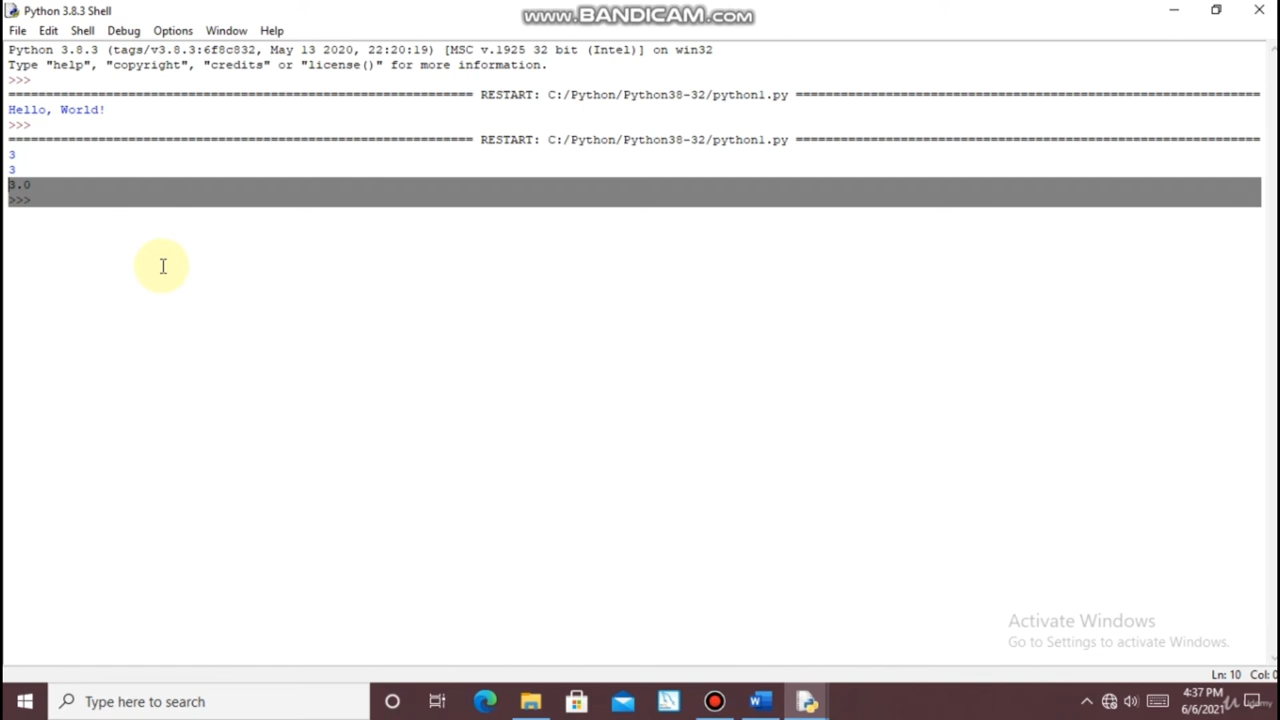 Python 3.8.3 Shell
www.BANDICAM.com
File Edit Shell Debug Options Window Help
Python 3.8.3 (tags/v3.8.3:6f8c832, May 13 2020, 22:20:19) [MSC v.1925 32 bit (Intel)] on win32
Type "help", "copyright", "credits" or "license()" for more information.
>>>
RESTART: C:/Python/Python38-32/python1.py
Hello, World!
>>>
RESTART: C:/Python/Python38-32/python1.py
3
3
3.0
>>>
Activate Windows
Go to Settings to activate Windows.
Ln: 10 Col: 0
Type here to search
4:37 PM
6/6/2021
Udemy